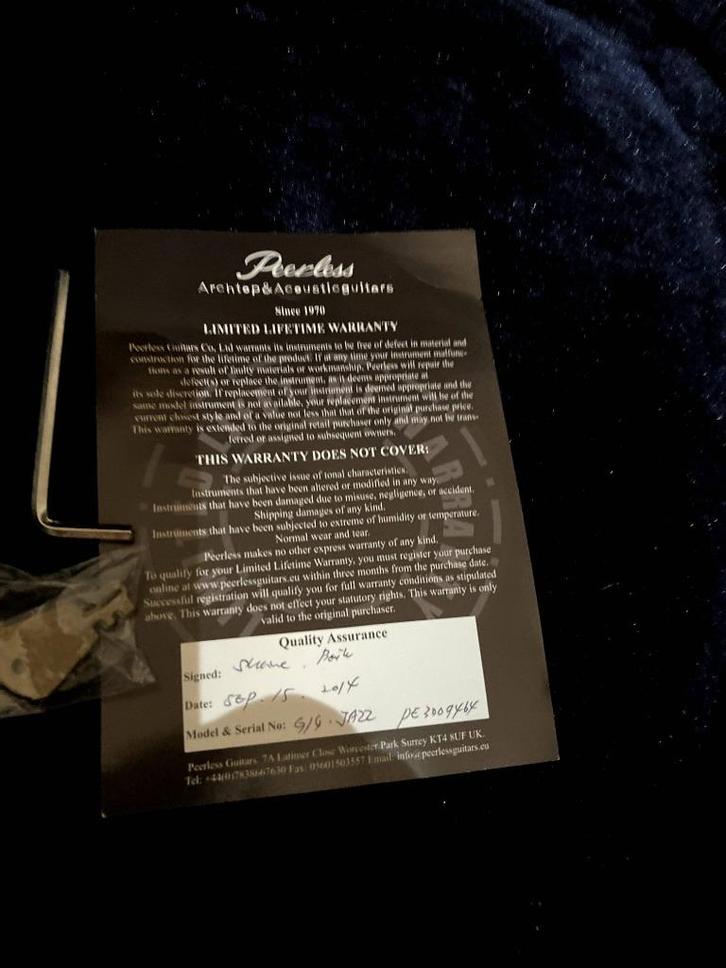 Peerless
Archtop&Acousticguitars
Since 1970
LIMITED LIFETIME WARRANTY
Peerless Guitars Co, Ltd warrants its instruments to be free of defect in material and
construction for the lifetime of the product. If at any time your instrument malfunc-
tions as a result of faulty materials or workmanship, Peerless will repair the
defect(s) or replace the instrument, as it deems appropriate at
its sole discretion. If replacement of your instrument is deemed appropriate and the
same model instrument is not available, your replacement instrument will be of the
current closest style and of a value not less that that of the original purchase price.
This warranty is extended to the original retail purchaser only and may not be trans-
ferred or assigned to subsequent owners.
THIS WARRANTY DOES NOT COVER:
The subjective issue of tonal characteristics.
Instruments that have been altered or modified in any way.
Instruments that have been damaged due to misuse, negligence, or accident.
Shipping damages of any kind.
Instruments that have been subjected to extreme of humidity or temperature.
Normal wear and tear.
Peerless makes no other express warranty of any kind.
To qualify for your Limited Lifetime Warranty, you must register your purchase
online at www.peerlessguitars.eu within three months from the purchase date.
Successful registration will qualify you for full warranty conditions as stipulated
above. This warranty does not effect your statutory rights. This warranty is only
valid to the original purchaser.
Quality Assurance
Signed:
Date: SEP. 15. 2014
Model & Serial No: G/G. JAZZ PE3009464
Peerless Guitars, 7A Latimer Close Worcester Park Surrey KT4 8UF UK.
Tel: +44(0)7838667630 Fax: 05601503557 Email: info@peerlessguitars.eu